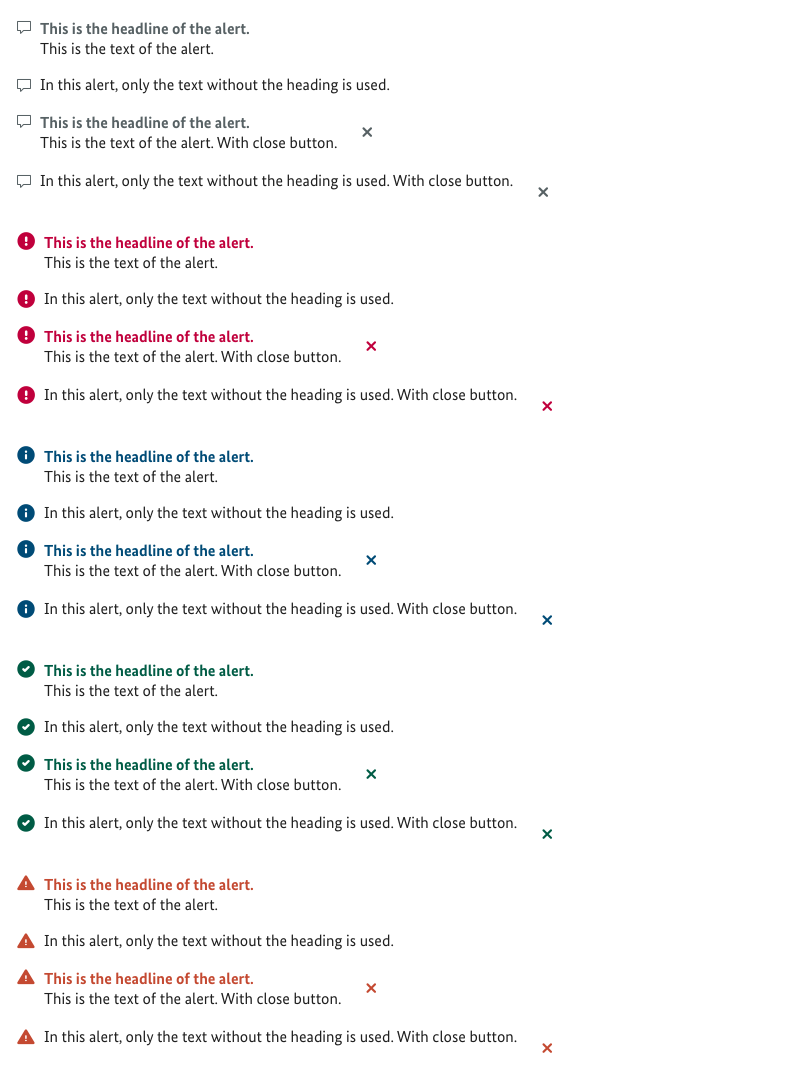 This is the headline of the alert.
This is the text of the alert.
In this alert, only the text without the heading is used.
This is the headline of the alert.
This is the text of the alert. With close button.
In this alert, only the text without the heading is used. With close button.
This is the headline of the alert.
This is the text of the alert.
In this alert, only the text without the heading is used.
This is the headline of the alert.
This is the text of the alert. With close button.
In this alert, only the text without the heading is used. With close button.
This is the headline of the alert.
This is the text of the alert.
In this alert, only the text without the heading is used.
This is the headline of the alert.
This is the text of the alert. With close button.
In this alert, only the text without the heading is used. With close button.
This is the headline of the alert.
This is the text of the alert.
In this alert, only the text without the heading is used.
This is the headline of the alert.
This is the text of the alert. With close button.
In this alert, only the text without the heading is used. With close button.
This is the headline of the alert.
This is the text of the alert.
In this alert, only the text without the heading is used.
This is the headline of the alert.
This is the text of the alert. With close button.
In this alert, only the text without the heading is used. With close button.